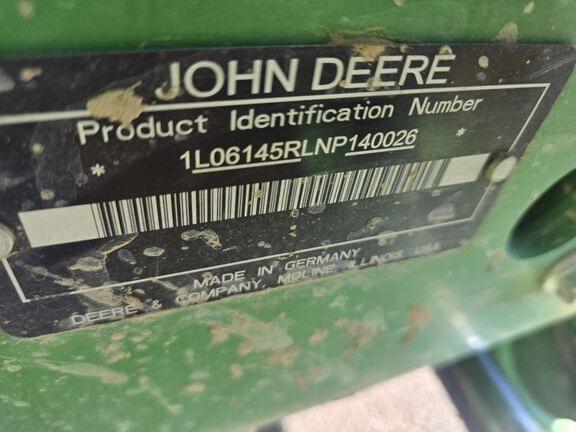 JOHN DEERE
Product Identification Number
* 1L06145RLNP140026 *
MADE IN GERMANY
DEERE & COMPANY, MOLINE, ILLINOIS, USA